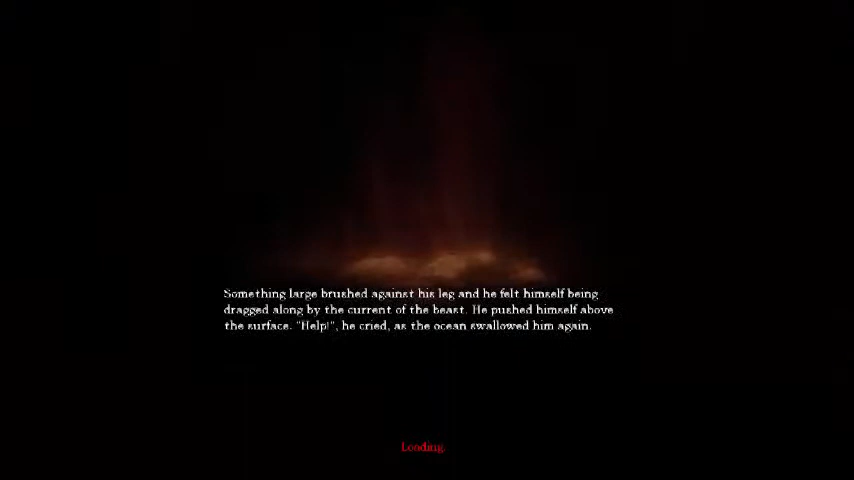 Something large brushed against his leg and he felt himself being
dragged along by the current of the beast. He pushed himself above
the surface. "Help!", he cried, as the ocean swallowed him again.
Loading.